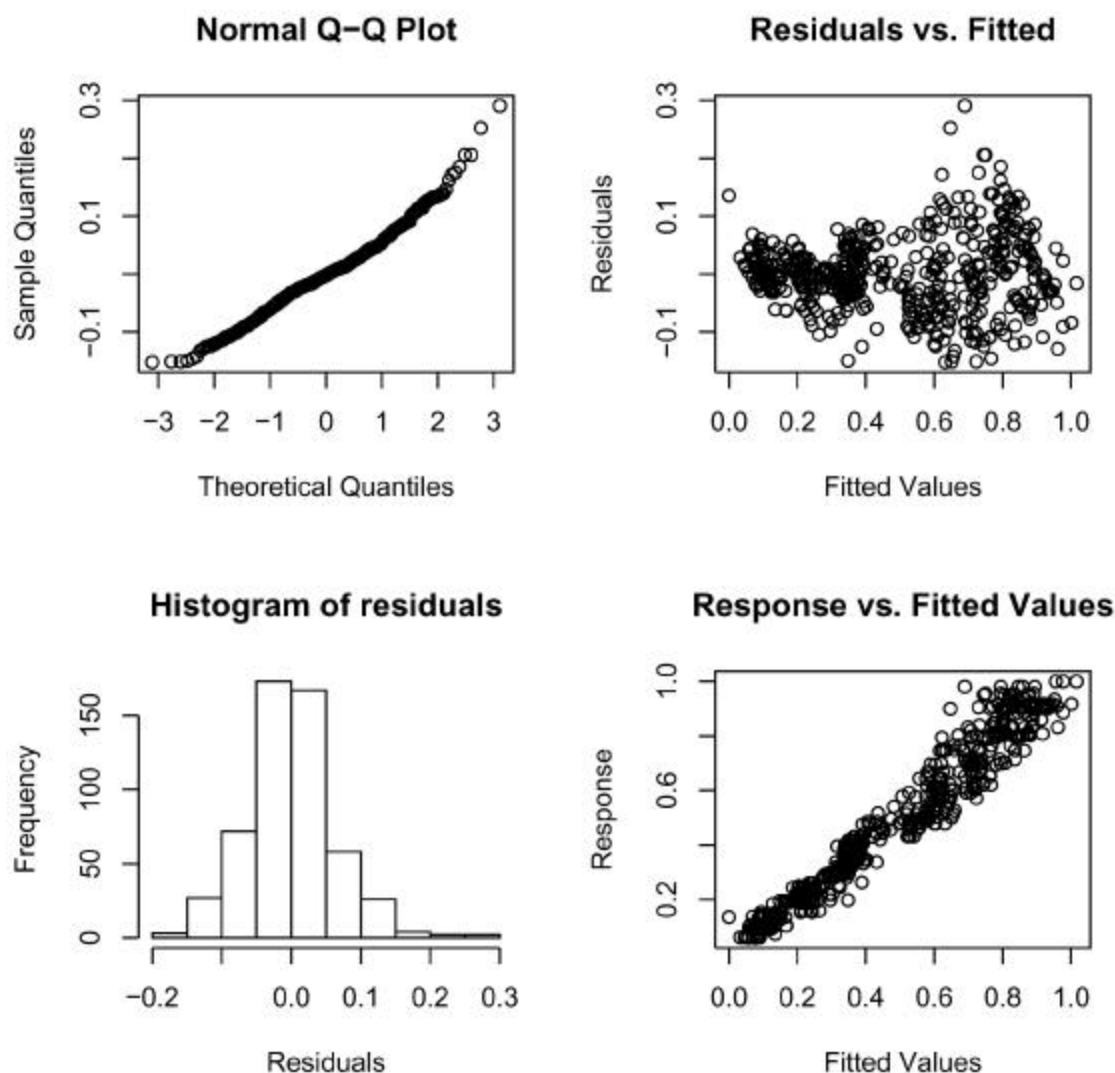 Normal Q−Q Plot
Sample Quantiles
0.3
0.1
−0.1
−3 −2 −1 0 1 2 3
Theoretical Quantiles
Residuals vs. Fitted
Residuals
0.3
0.1
−0.1
0.0 0.2 0.4 0.6 0.8 1.0
Fitted Values
Histogram of residuals
Frequency
150
100
50
0
−0.2 0.0 0.1 0.2 0.3
Residuals
Response vs. Fitted Values
Response
1.0
0.6
0.2
0.0 0.2 0.4 0.6 0.8 1.0
Fitted Values